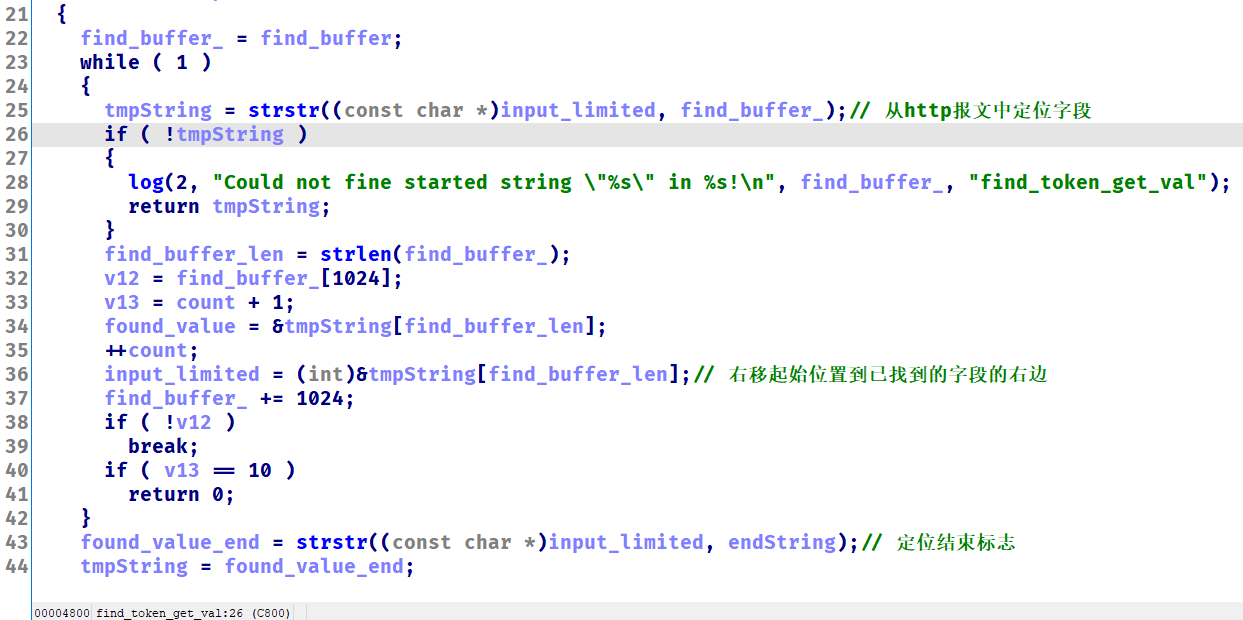 21 {
22 find_buffer_ = find_buffer;
23 while ( 1 )
24 {
25 tmpString = strstr((const char *)input_limited, find_buffer_);// 从http报文中定位字段
26 if ( !tmpString )
27 {
28 log(2, "Could not fine started string \"%s\" in %s!\n", find_buffer_, "find_token_get_val");
29 return tmpString;
30 }
31 find_buffer_len = strlen(find_buffer_);
32 v12 = find_buffer_[1024];
33 v13 = count + 1;
34 found_value = &tmpString[find_buffer_len];
35 ++count;
36 input_limited = (int)&tmpString[find_buffer_len];// 右移起始位置到已找到的字段的右边
37 find_buffer_ += 1024;
38 if ( !v12 )
39 break;
40 if ( v13 == 10 )
41 return 0;
42 }
43 found_value_end = strstr((const char *)input_limited, endString);// 定位结束标志
44 tmpString = found_value_end;
00004800 find_token_get_val:26 (C800)